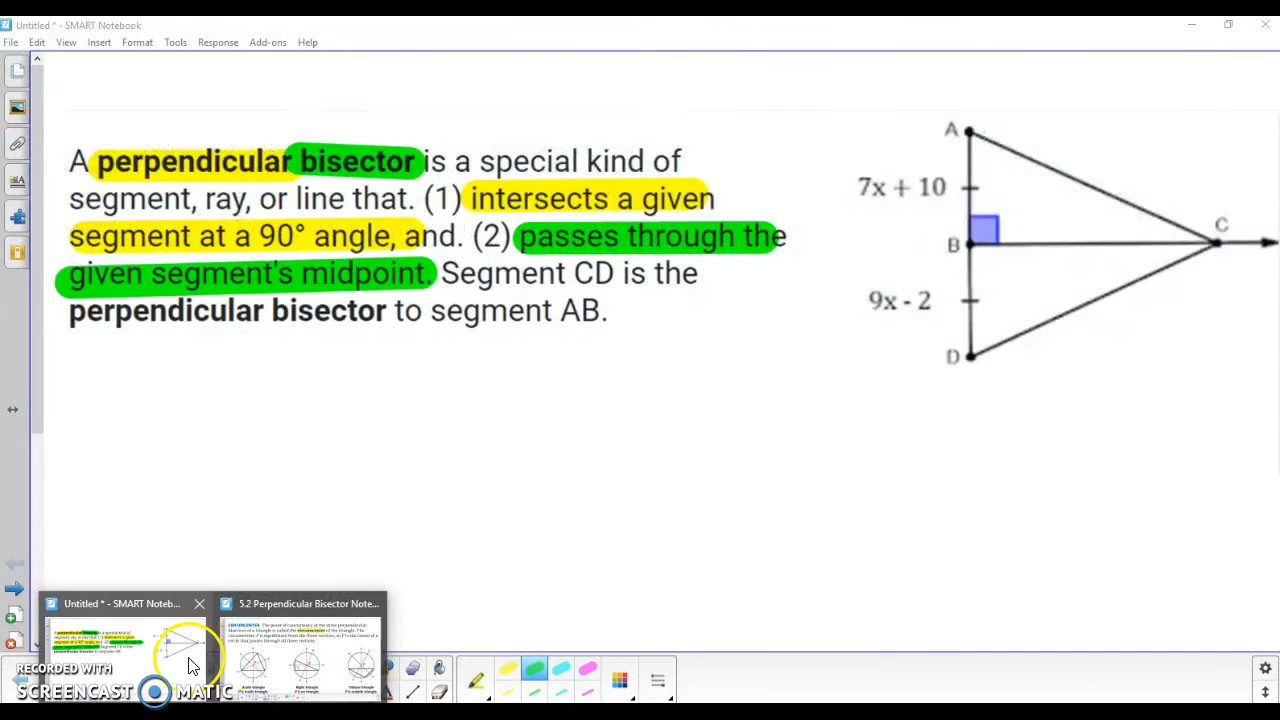 Untitled * - SMART Notebook
File Edit View Insert Format Tools Response Add-ons Help
A perpendicular bisector is a special kind of
segment, ray, or line that. (1) intersects a given
segment at a 90° angle, and. (2) passes through the
given segment's midpoint. Segment CD is the
perpendicular bisector to segment AB.
A
7x + 10
C
B
9x - 2
D
Untitled * - SMART Noteb...
5.2 Perpendicular Bisector Note...
RECORDED WITH
SCREENCAST MATIC